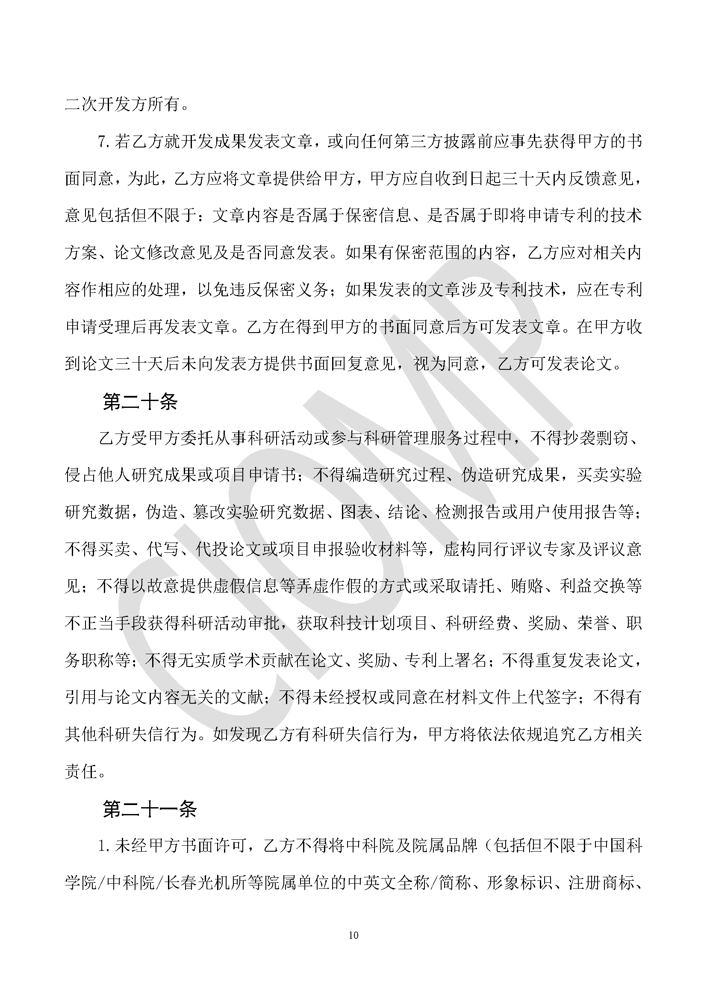 二次开发方所有。
7.若乙方就开发成果发表文章，或向任何第三方披露前应事先获得甲方的书
面同意，为此，乙方应将文章提供给甲方，甲方应自收到日起三十天内反馈意见，
意见包括但不限于：文章内容是否属于保密信息、是否属于即将申请专利的技术
方案、论文修改意见及是否同意发表。如果有保密范围的内容，乙方应对相关内
容作相应的处理，以免违反保密义务；如果发表的文章涉及专利技术，应在专利
申请受理后再发表文章。乙方在得到甲方的书面同意后方可发表文章。在甲方收
到论文三十天后未向发表方提供书面回复意见，视为同意，乙方可发表论文。
第二十条
乙方受甲方委托从事科研活动或参与科研管理服务过程中，不得抄袭剽窃、
侵占他人研究成果或项目申请书；不得编造研究过程、伪造研究成果，买卖实验
研究数据，伪造、篡改实验研究数据、图表、结论、检测报告或用户使用报告等；
不得买卖、代写、代投论文或项目申报验收材料等，虚构同行评议专家及评议意
见；不得以故意提供虚假信息等弄虚作假的方式或采取请托、贿赂、利益交换等
不正当手段获得科研活动审批，获取科技计划项目、科研经费、奖励、荣誉、职
务职称等；不得无实质学术贡献在论文、奖励、专利上署名；不得重复发表论文，
引用与论文内容无关的文献；不得未经授权或同意在材料文件上代签字；不得有
其他科研失信行为。如发现乙方有科研失信行为，甲方将依法依规追究乙方相关
责任。
第二十一条
1.未经甲方书面许可，乙方不得将中科院及院属品牌（包括但不限于中国科
学院/中科院/长春光机所等院属单位的中英文全称/简称、形象标识、注册商标、
10
CIOMP